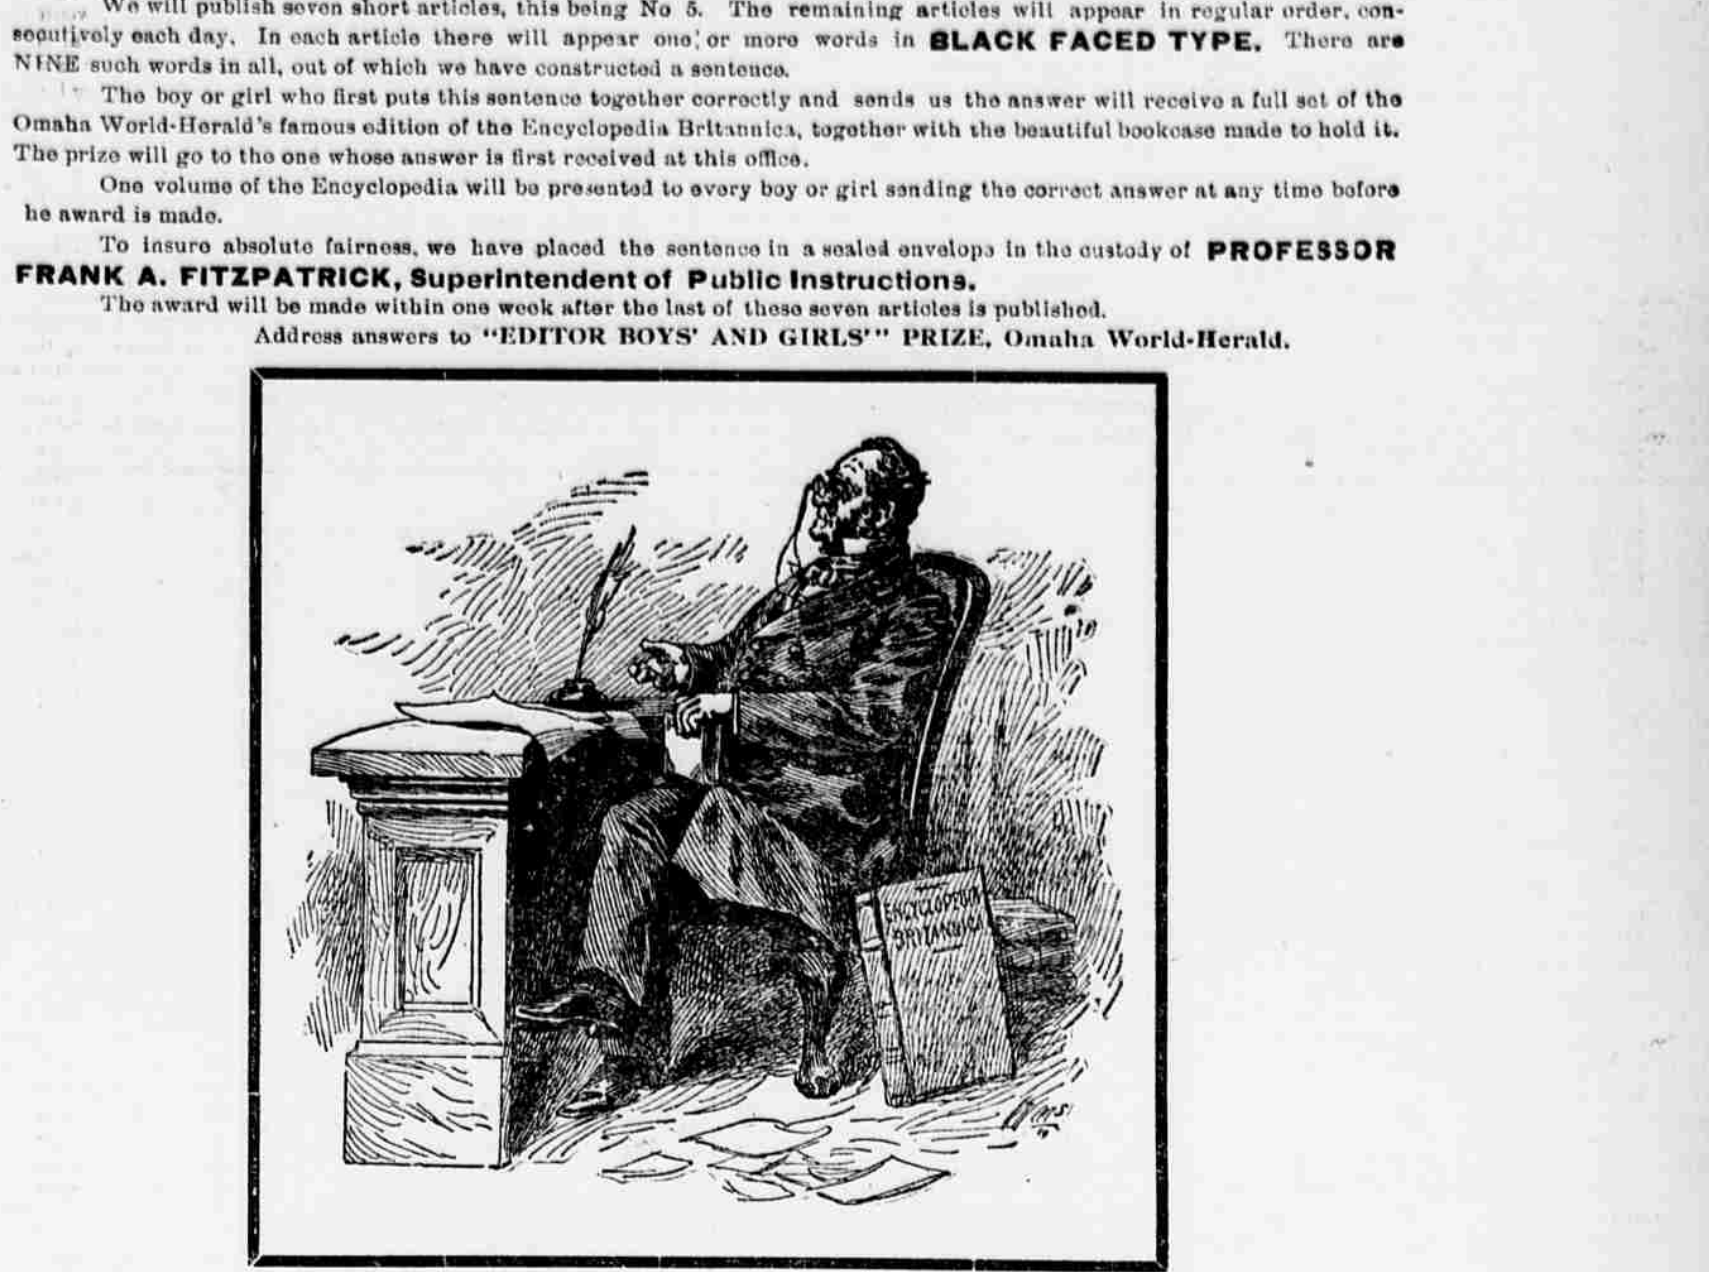 We will publish seven short articles, this being No 5. The remaining articles will appear in regular order, con-
secutively each day. In each article there will appear one or more words in BLACK FACED TYPE. There are
NINE such words in all, out of which we have constructed a sentence.
The boy or girl who first puts this sentence together correctly and sends us the answer will receive a full set of the
Omaha World-Herald's famous edition of the Encyclopedia Britannica, together with the beautiful bookcase made to hold it.
The prize will go to the one whose answer is first received at this office.
One volume of the Encyclopedia will be presented to every boy or girl sending the correct answer at any time before
he award is made.
To insure absolute fairness, we have placed the sentence in a sealed envelope in the custody of PROFESSOR
FRANK A. FITZPATRICK, Superintendent of Public Instructions.
The award will be made within one week after the last of these seven articles is published.
Address answers to "EDITOR BOYS' AND GIRLS'" PRIZE, Omaha World-Herald.
ENCYCLOPEDIA
BRITANNICA